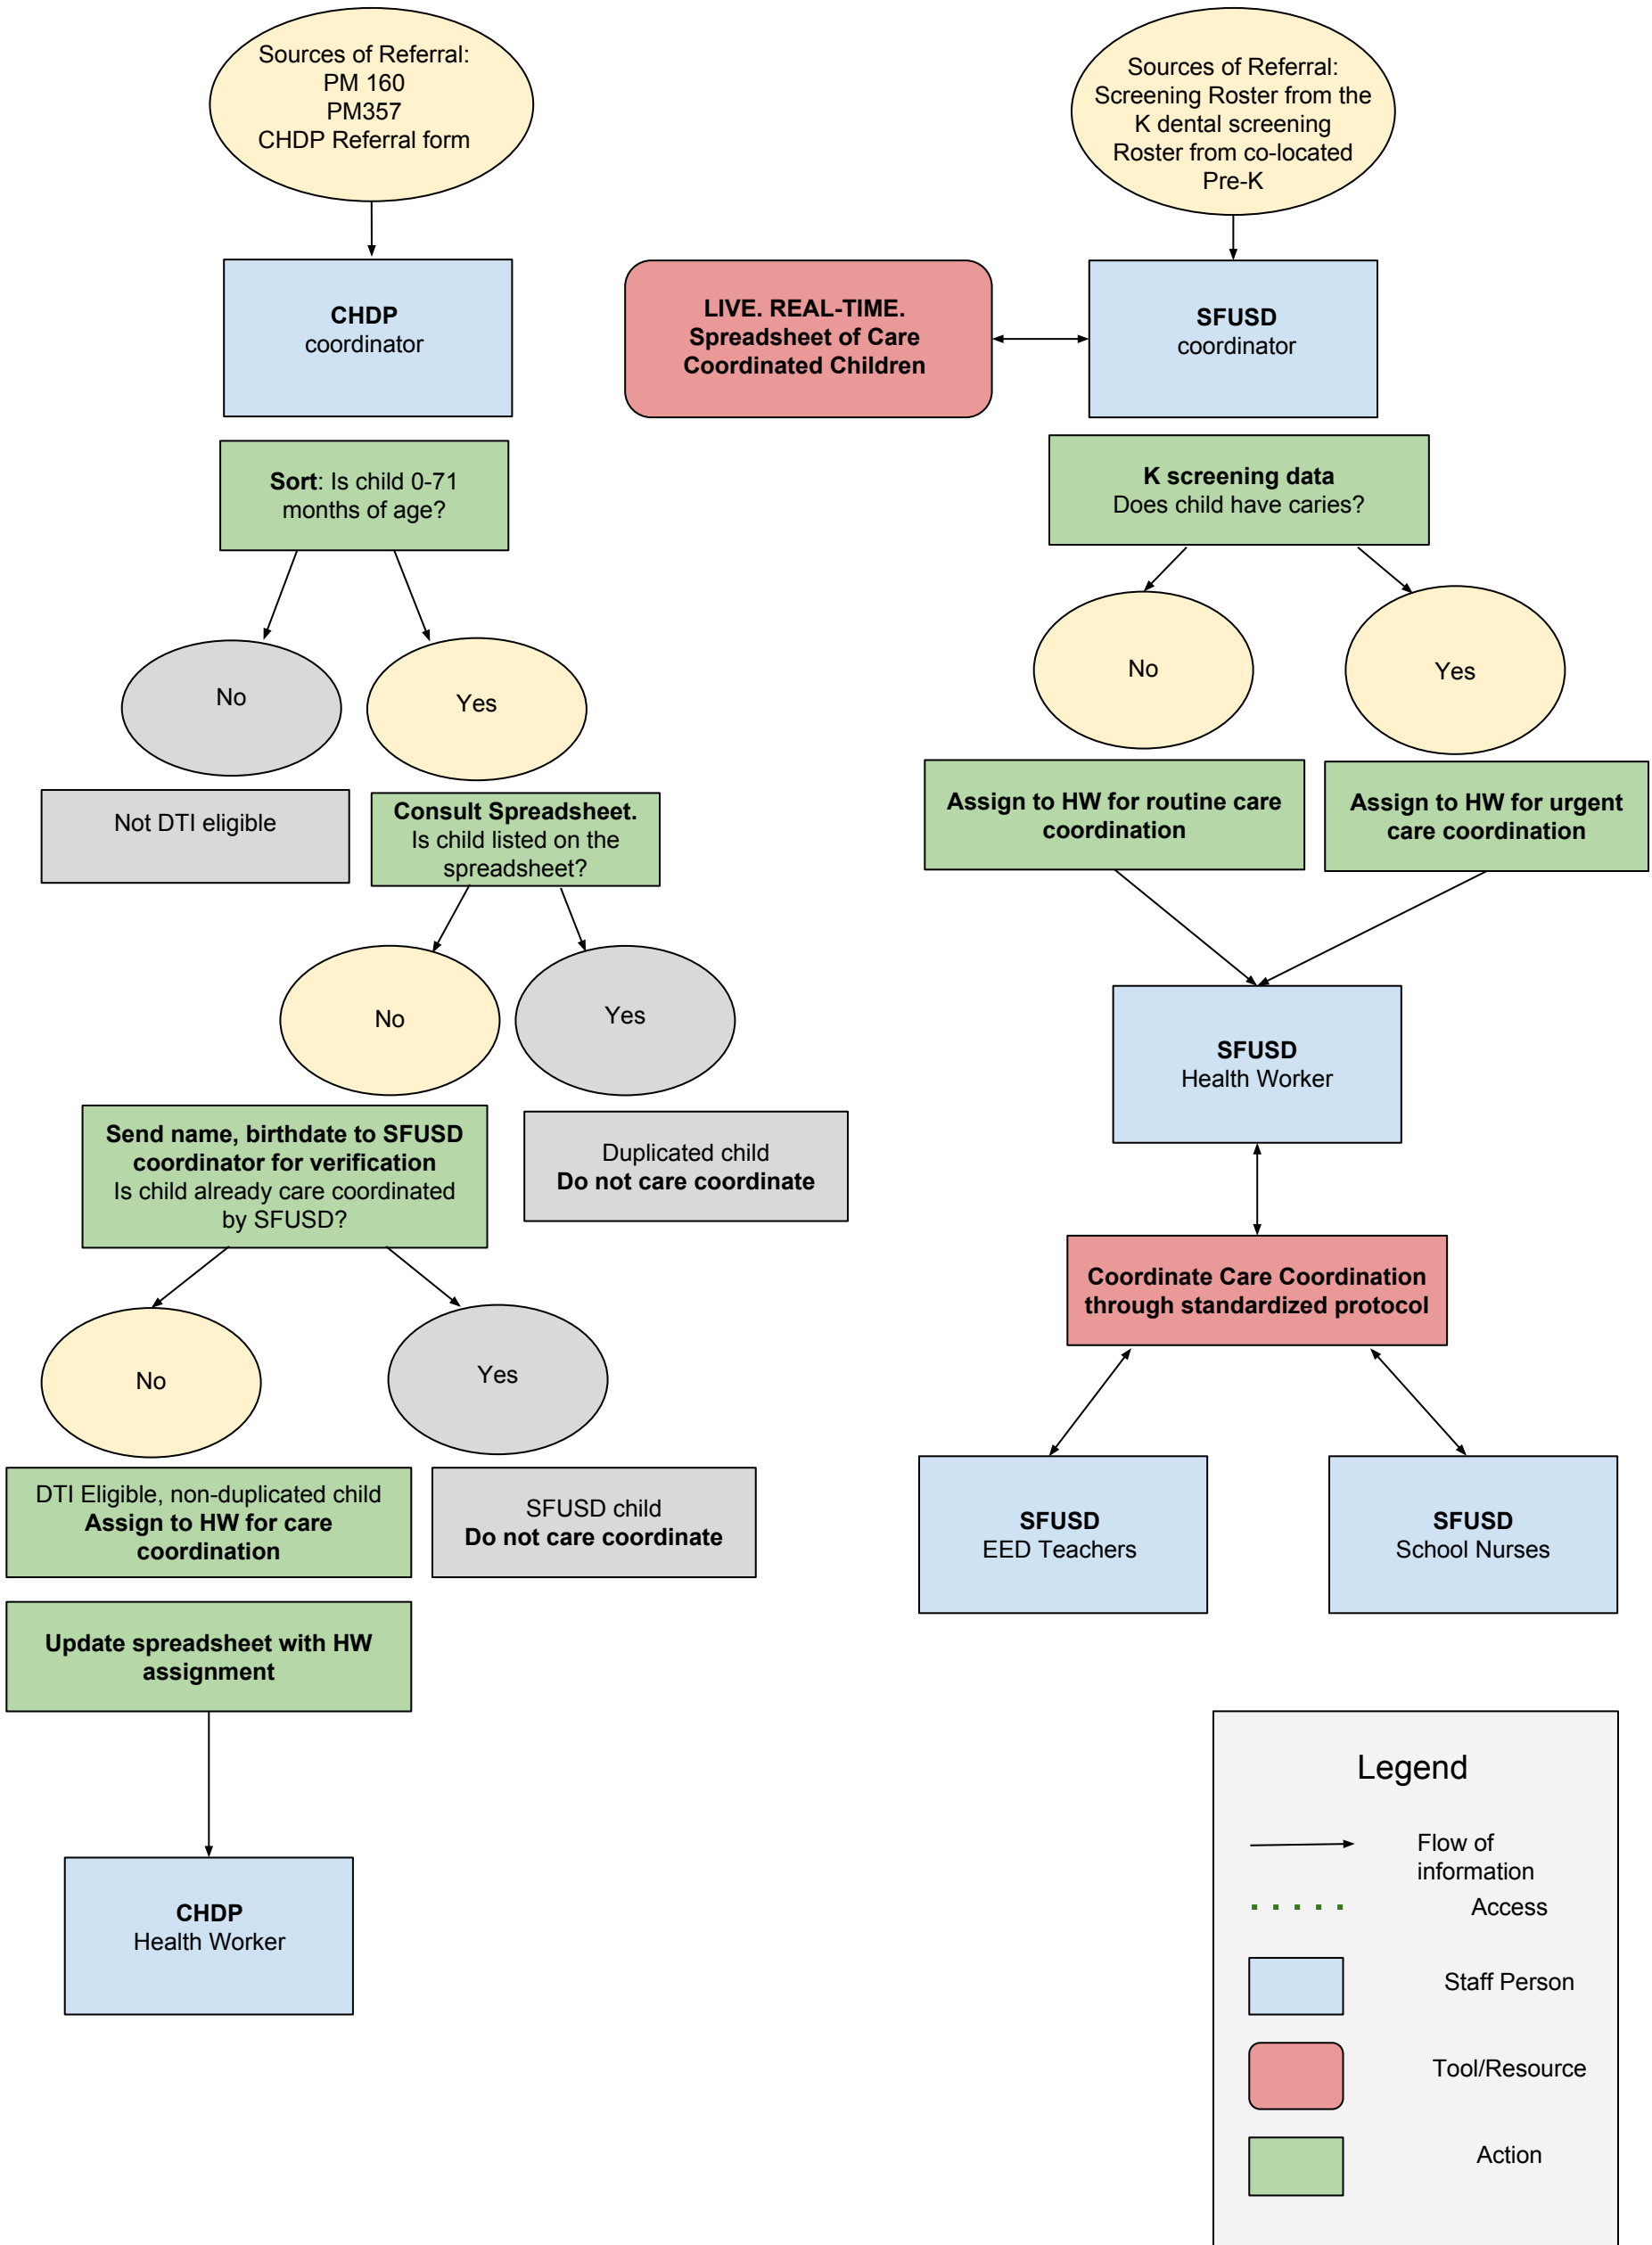 Sources of Referral:
PM 160
PM357
CHDP Referral form
CHDP
coordinator
Sort: Is child 0-71
months of age?
No
Yes
Not DTI eligible
Consult Spreadsheet.
Is child listed on the
spreadsheet?
No
Yes
Send name, birthdate to SFUSD
coordinator for verification
Is child already care coordinated
by SFUSD?
Duplicated child
Do not care coordinate
No
Yes
DTI Eligible, non-duplicated child
Assign to HW for care
coordination
SFUSD child
Do not care coordinate
Update spreadsheet with HW
assignment
CHDP
Health Worker
Sources of Referral:
Screening Roster from the
K dental screening
Roster from co-located
Pre-K
LIVE. REAL-TIME.
Spreadsheet of Care
Coordinated Children
SFUSD
coordinator
K screening data
Does child have caries?
No
Yes
Assign to HW for routine care
coordination
Assign to HW for urgent
care coordination
SFUSD
Health Worker
Coordinate Care Coordination
through standardized protocol
SFUSD
EED Teachers
SFUSD
School Nurses
Legend
Flow of
information
Access
Staff Person
Tool/Resource
Action